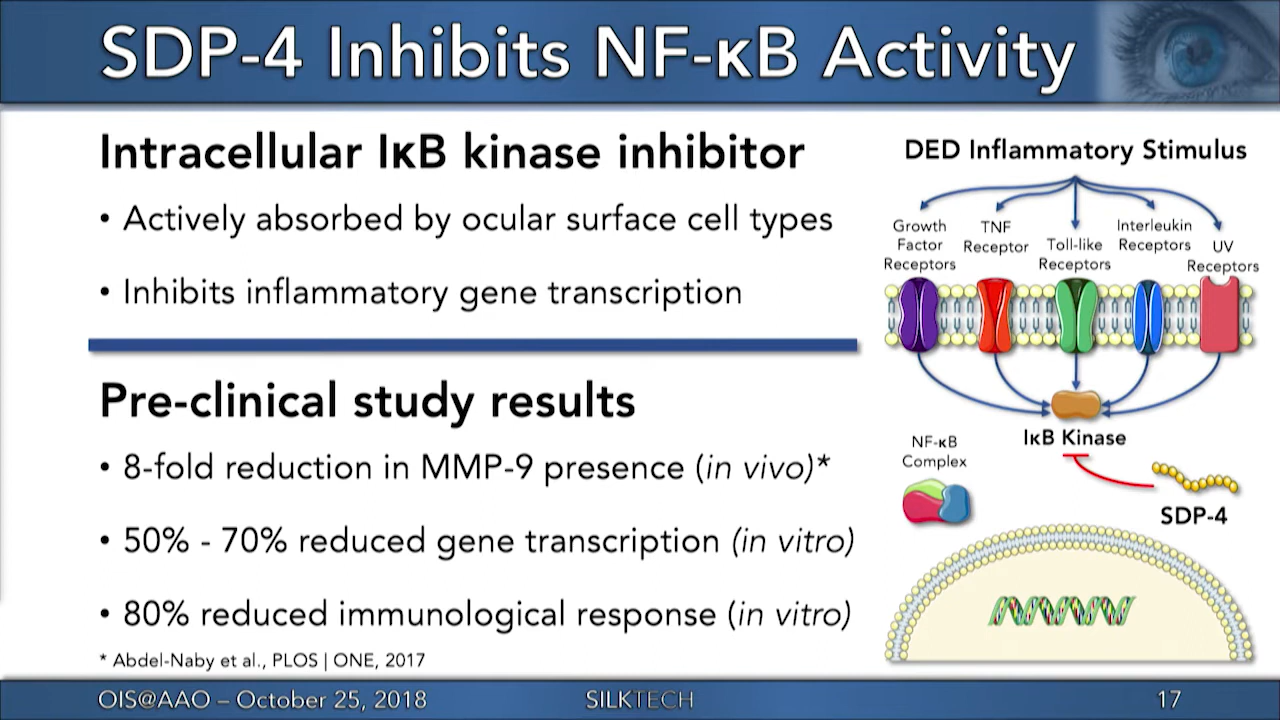 SDP-4 Inhibits NF-κB Activity
Intracellular IκB kinase inhibitor
• Actively absorbed by ocular surface cell types
• Inhibits inflammatory gene transcription
Pre-clinical study results
• 8-fold reduction in MMP-9 presence (in vivo)*
• 50% - 70% reduced gene transcription (in vitro)
• 80% reduced immunological response (in vitro)
* Abdel-Naby et al., PLOS | ONE, 2017
DED Inflammatory Stimulus
Growth
Factor
Receptors
TNF
Receptor
Toll-like
Receptors
Interleukin
Receptors
UV
Receptors
IκB Kinase
NF-κB
Complex
SDP-4
OIS@AAO – October 25, 2018
SILKTECH
17